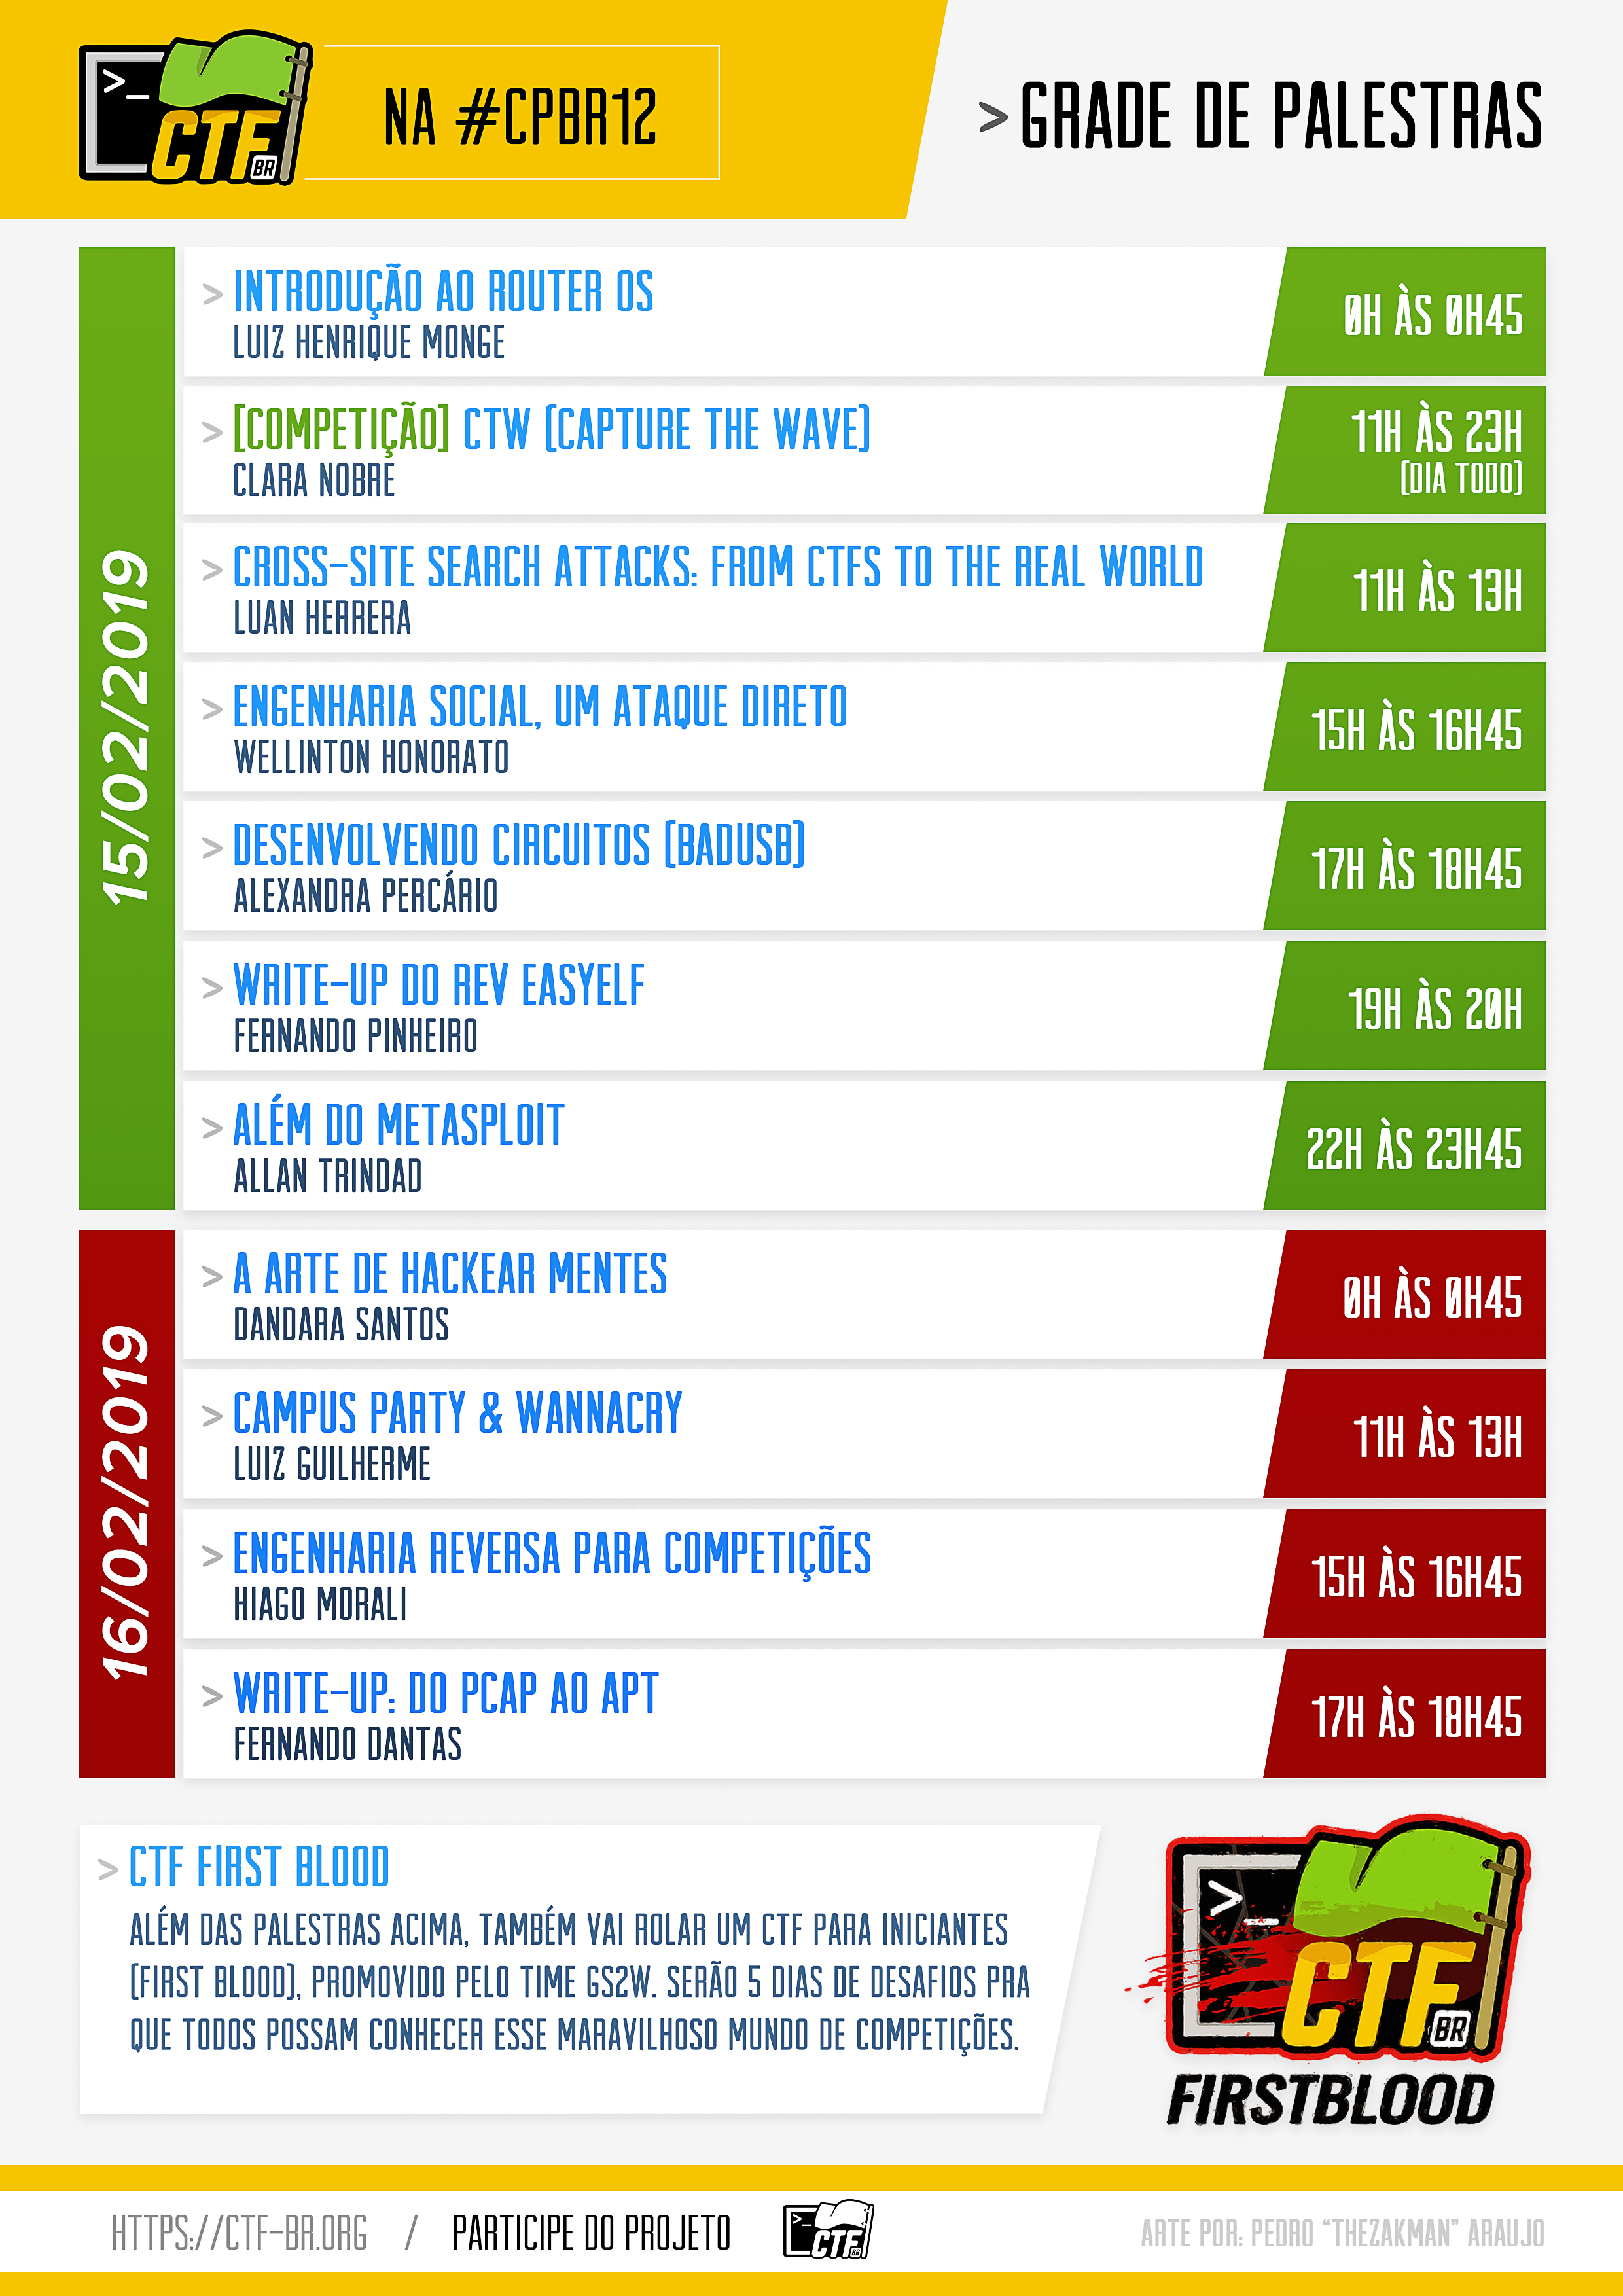 >_ CTF BR
NA #CPBR12
> GRADE DE PALESTRAS
15/02/2019
> INTRODUÇÃO AO ROUTER OS
LUIZ HENRIQUE MONGE
0H ÀS 0H45
> [COMPETIÇÃO] CTW (CAPTURE THE WAVE)
CLARA NOBRE
11H ÀS 23H
(DIA TODO)
> CROSS-SITE SEARCH ATTACKS: FROM CTFS TO THE REAL WORLD
LUAN HERRERA
11H ÀS 13H
> ENGENHARIA SOCIAL, UM ATAQUE DIRETO
WELLINTON HONORATO
15H ÀS 16H45
> DESENVOLVENDO CIRCUITOS (BADUSB)
ALEXANDRA PERCÁRIO
17H ÀS 18H45
> WRITE-UP DO REV EASYELF
FERNANDO PINHEIRO
19H ÀS 20H
> ALÉM DO METASPLOIT
ALLAN TRINDAD
22H ÀS 23H45
16/02/2019
> A ARTE DE HACKEAR MENTES
DANDARA SANTOS
0H ÀS 0H45
> CAMPUS PARTY & WANNACRY
LUIZ GUILHERME
11H ÀS 13H
> ENGENHARIA REVERSA PARA COMPETIÇÕES
HIAGO MORALI
15H ÀS 16H45
> WRITE-UP: DO PCAP AO APT
FERNANDO DANTAS
17H ÀS 18H45
> CTF FIRST BLOOD
ALÉM DAS PALESTRAS ACIMA, TAMBÉM VAI ROLAR UM CTF PARA INICIANTES
(FIRST BLOOD), PROMOVIDO PELO TIME GS2W. SERÃO 5 DIAS DE DESAFIOS PRA
QUE TODOS POSSAM CONHECER ESSE MARAVILHOSO MUNDO DE COMPETIÇÕES.
>_ CTF BR
FIRSTBLOOD
HTTPS://CTF-BR.ORG / PARTICIPE DO PROJETO
>_ CTF BR
ARTE POR: PEDRO “THEZAKMAN” ARAUJO